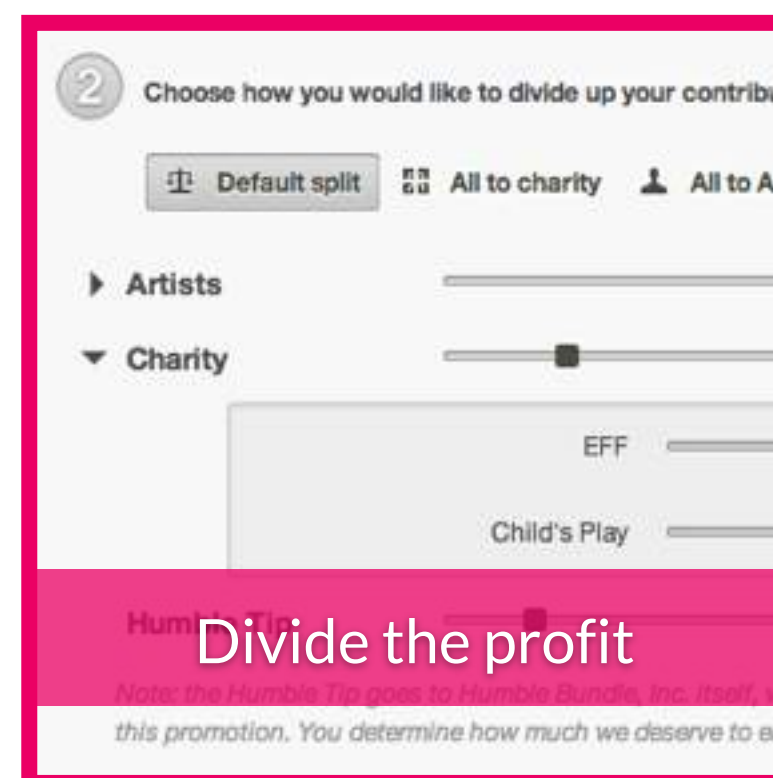 2
Choose how you would like to divide up your
Default split All to charity All to
Artists
Charity
EFF
Child's Play
Humble Tip
Divide the profit
Note: the Humble Tip goes to Humble Bundle, Inc. itself,
this promotion. You determine how much we deserve to